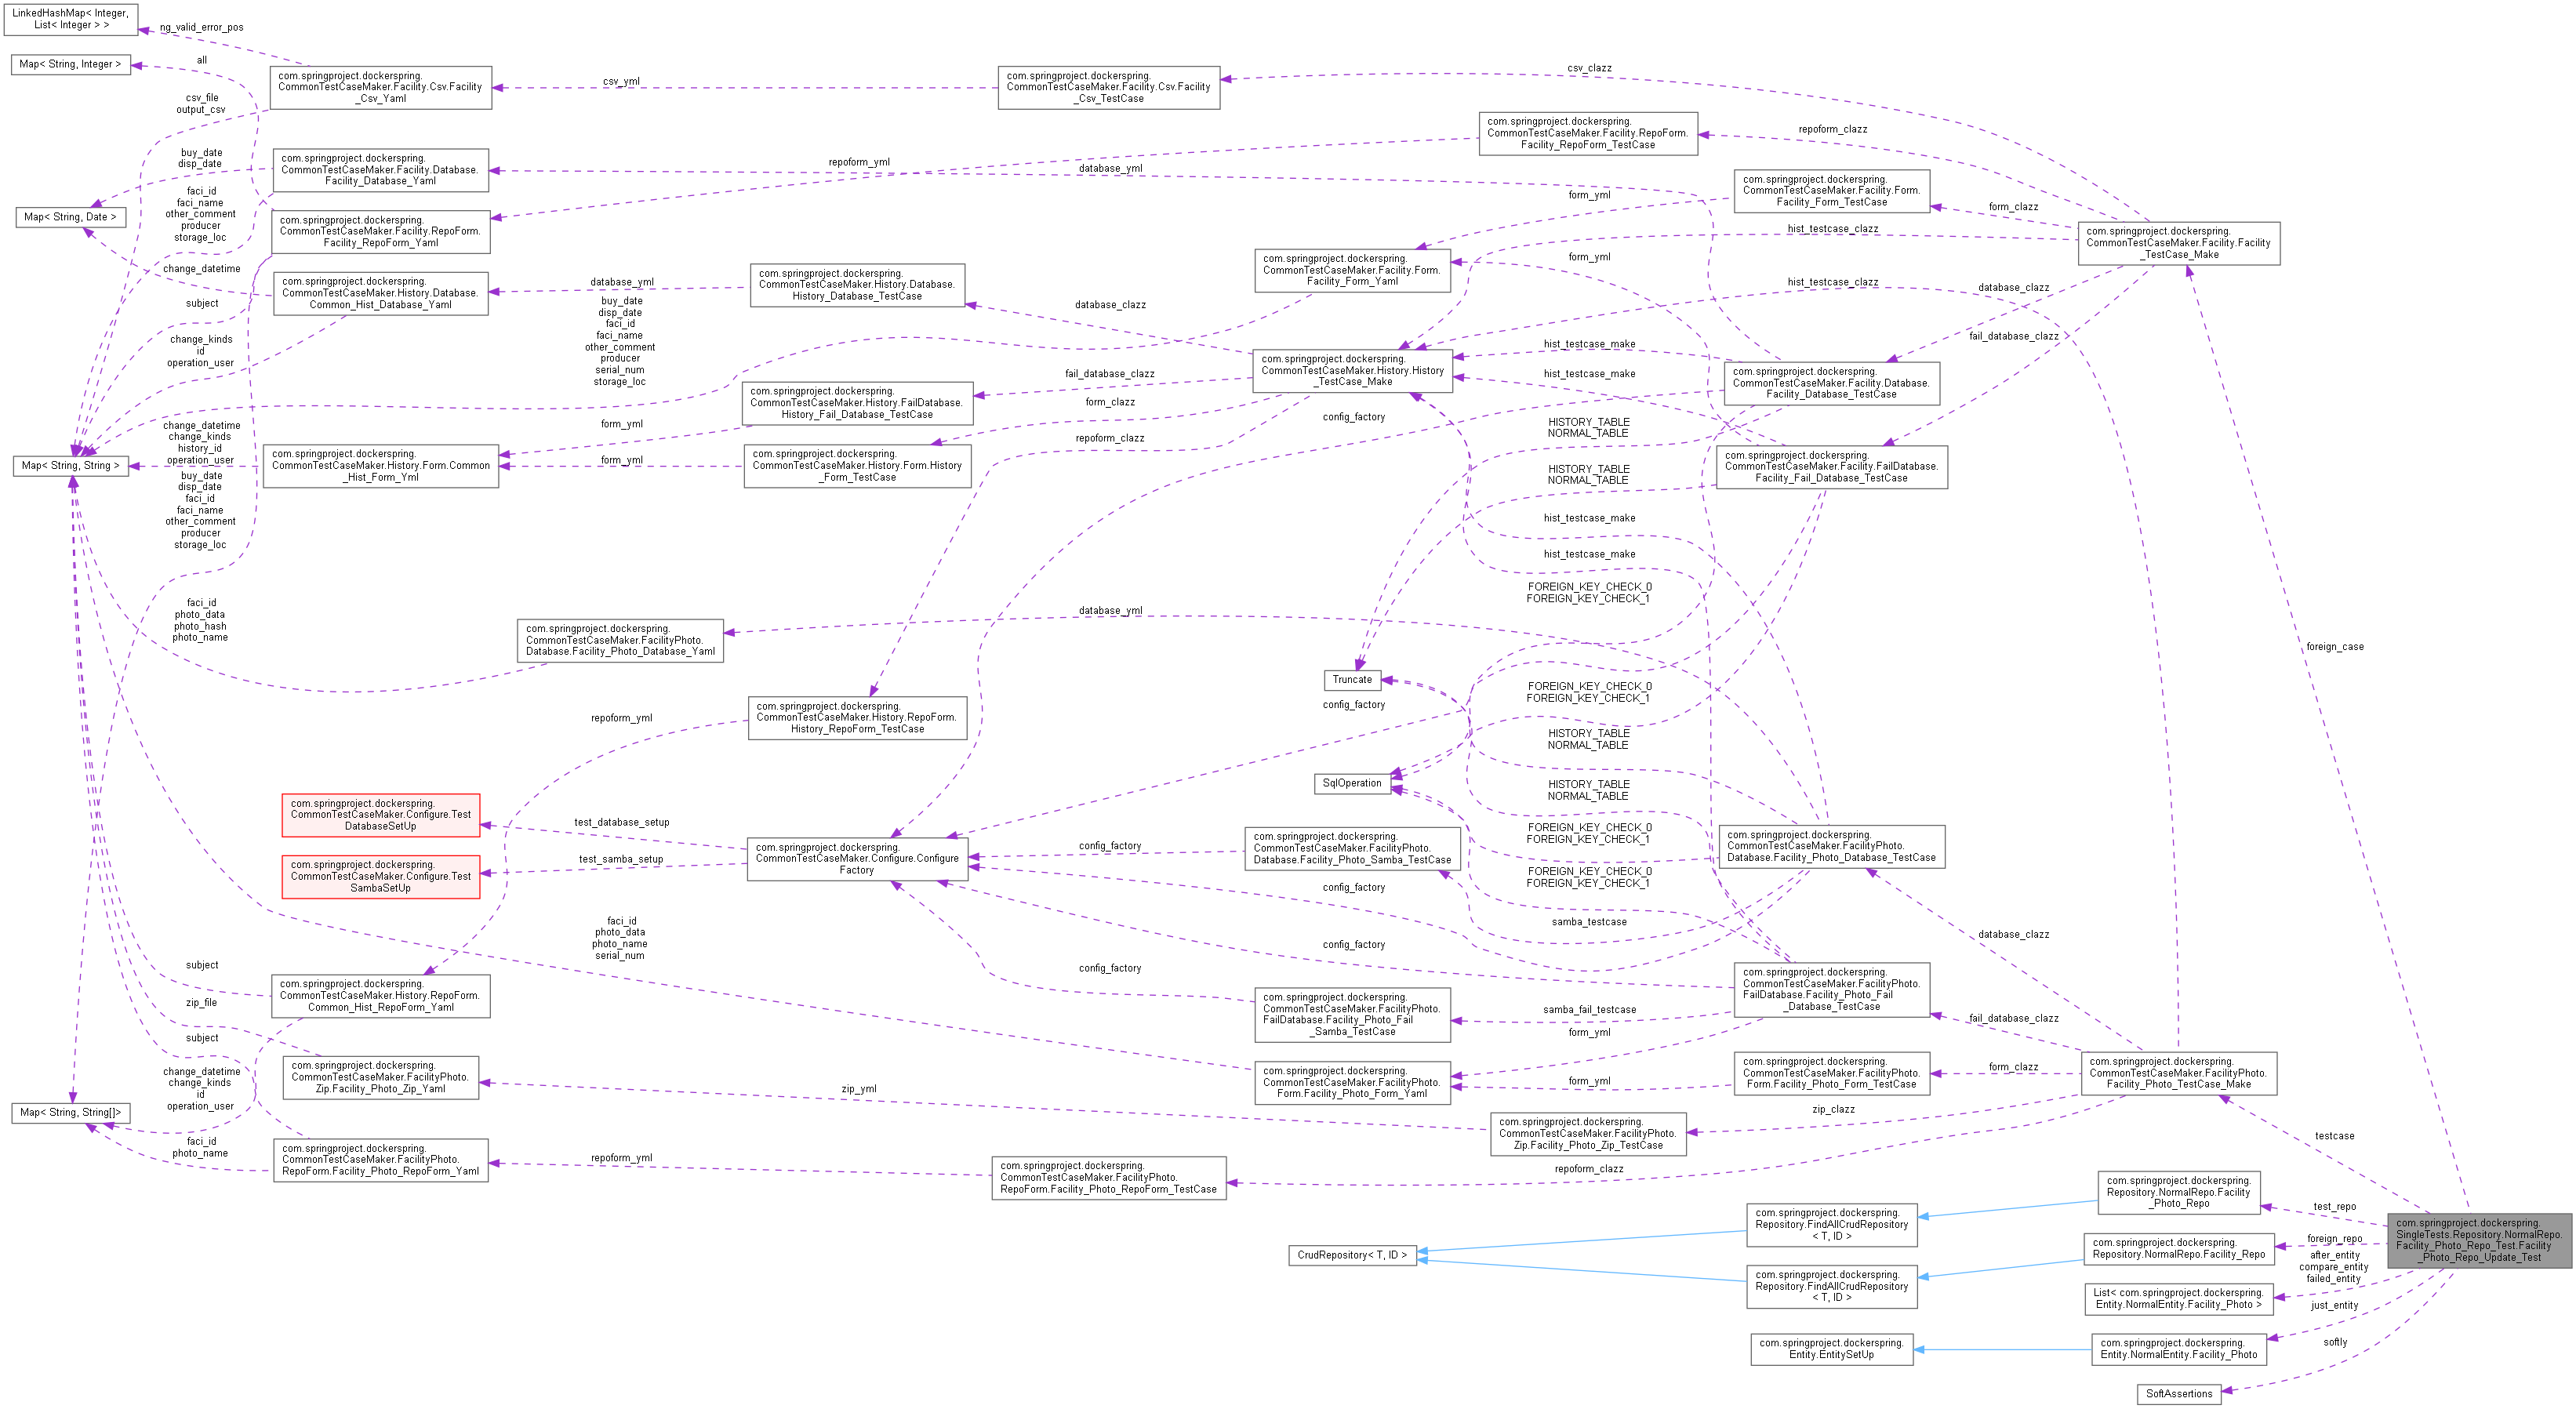 LinkedHashMap< Integer,
List< Integer > >
ng_valid_error_pos
Map< String, Integer >
all
com.springproject.dockerspring.
CommonTestCaseMaker.Facility.Csv.Facility
_Csv_Yaml
csv_file
output_csv
csv_yml
com.springproject.dockerspring.
CommonTestCaseMaker.Facility.Csv.Facility
_Csv_TestCase
csv_clazz
com.springproject.dockerspring.
CommonTestCaseMaker.Facility.RepoForm.
Facility_RepoForm_TestCase
repoform_clazz
buy_date
disp_date
com.springproject.dockerspring.
CommonTestCaseMaker.Facility.Database.
Facility_Database_Yaml
repoform_yml
database_yml
com.springproject.dockerspring.
CommonTestCaseMaker.Facility.Form.
Facility_Form_TestCase
form_yml
form_clazz
Map< String, Date >
faci_id
faci_name
other_comment
producer
storage_loc
com.springproject.dockerspring.
CommonTestCaseMaker.Facility.RepoForm.
Facility_RepoForm_Yaml
hist_testcase_clazz
com.springproject.dockerspring.
CommonTestCaseMaker.Facility.Facility
_TestCase_Make
change_datetime
com.springproject.dockerspring.
CommonTestCaseMaker.History.Database.
Common_Hist_Database_Yaml
database_yml
com.springproject.dockerspring.
CommonTestCaseMaker.History.Database.
History_Database_TestCase
com.springproject.dockerspring.
CommonTestCaseMaker.Facility.Form.
Facility_Form_Yaml
form_yml
hist_testcase_clazz
database_clazz
subject
buy_date
disp_date
faci_id
faci_name
other_comment
producer
serial_num
storage_loc
database_clazz
fail_database_clazz
change_kinds
id
operation_user
com.springproject.dockerspring.
CommonTestCaseMaker.History.History
_TestCase_Make
hist_testcase_make
hist_testcase_make
com.springproject.dockerspring.
CommonTestCaseMaker.Facility.Database.
Facility_Database_TestCase
fail_database_clazz
form_clazz
repoform_clazz
config_factory
com.springproject.dockerspring.
CommonTestCaseMaker.History.FailDatabase.
History_Fail_Database_TestCase
form_yml
HISTORY_TABLE
NORMAL_TABLE
change_datetime
change_kinds
history_id
operation_user
Map< String, String >
com.springproject.dockerspring.
CommonTestCaseMaker.History.Form.Common
_Hist_Form_Yml
form_yml
com.springproject.dockerspring.
CommonTestCaseMaker.History.Form.History
_Form_TestCase
com.springproject.dockerspring.
CommonTestCaseMaker.Facility.FailDatabase.
Facility_Fail_Database_TestCase
HISTORY_TABLE
NORMAL_TABLE
buy_date
disp_date
faci_id
faci_name
other_comment
producer
storage_loc
hist_testcase_make
hist_testcase_make
FOREIGN_KEY_CHECK_0
FOREIGN_KEY_CHECK_1
faci_id
photo_data
photo_hash
photo_name
com.springproject.dockerspring.
CommonTestCaseMaker.FacilityPhoto.
Database.Facility_Photo_Database_Yaml
database_yml
foreign_case
Truncate
FOREIGN_KEY_CHECK_0
FOREIGN_KEY_CHECK_1
config_factory
repoform_yml
com.springproject.dockerspring.
CommonTestCaseMaker.History.RepoForm.
History_RepoForm_TestCase
HISTORY_TABLE
NORMAL_TABLE
SqlOperation
HISTORY_TABLE
NORMAL_TABLE
com.springproject.dockerspring.
CommonTestCaseMaker.Configure.Test
DatabaseSetUp
test_database_setup
com.springproject.dockerspring.
CommonTestCaseMaker.Configure.Test
SambaSetUp
test_samba_setup
com.springproject.dockerspring.
CommonTestCaseMaker.Configure.Configure
Factory
config_factory
com.springproject.dockerspring.
CommonTestCaseMaker.FacilityPhoto.
Database.Facility_Photo_Samba_TestCase
FOREIGN_KEY_CHECK_0
FOREIGN_KEY_CHECK_1
com.springproject.dockerspring.
CommonTestCaseMaker.FacilityPhoto.
Database.Facility_Photo_Database_TestCase
config_factory
FOREIGN_KEY_CHECK_0
FOREIGN_KEY_CHECK_1
samba_testcase
faci_id
photo_data
photo_name
serial_num
config_factory
database_clazz
config_factory
subject
com.springproject.dockerspring.
CommonTestCaseMaker.History.RepoForm.
Common_Hist_RepoForm_Yaml
com.springproject.dockerspring.
CommonTestCaseMaker.FacilityPhoto.
FailDatabase.Facility_Photo_Fail
_Samba_TestCase
samba_fail_testcase
com.springproject.dockerspring.
CommonTestCaseMaker.FacilityPhoto.
FailDatabase.Facility_Photo_Fail
_Database_TestCase
fail_database_clazz
zip_file
subject
form_yml
com.springproject.dockerspring.
CommonTestCaseMaker.FacilityPhoto.
Zip.Facility_Photo_Zip_Yaml
zip_yml
com.springproject.dockerspring.
CommonTestCaseMaker.FacilityPhoto.
Form.Facility_Photo_Form_Yaml
form_yml
com.springproject.dockerspring.
CommonTestCaseMaker.FacilityPhoto.
Form.Facility_Photo_Form_TestCase
form_clazz
com.springproject.dockerspring.
CommonTestCaseMaker.FacilityPhoto.
Facility_Photo_TestCase_Make
change_datetime
change_kinds
id
operation_user
Map< String, String[]>
com.springproject.dockerspring.
CommonTestCaseMaker.FacilityPhoto.
Zip.Facility_Photo_Zip_TestCase
zip_clazz
testcase
faci_id
photo_name
com.springproject.dockerspring.
CommonTestCaseMaker.FacilityPhoto.
RepoForm.Facility_Photo_RepoForm_Yaml
repoform_yml
com.springproject.dockerspring.
CommonTestCaseMaker.FacilityPhoto.
RepoForm.Facility_Photo_RepoForm_TestCase
repoform_clazz
com.springproject.dockerspring.
Repository.NormalRepo.Facility
_Photo_Repo
test_repo
com.springproject.dockerspring.
Repository.FindAllCrudRepository
< T, ID >
com.springproject.dockerspring.
SingleTests.Repository.NormalRepo.
Facility_Photo_Repo_Test.Facility
_Photo_Repo_Update_Test
CrudRepository< T, ID >
com.springproject.dockerspring.
Repository.NormalRepo.Facility_Repo
foreign_repo
com.springproject.dockerspring.
Repository.FindAllCrudRepository
< T, ID >
after_entity
compare_entity
failed_entity
List< com.springproject.dockerspring.
Entity.NormalEntity.Facility_Photo >
just_entity
com.springproject.dockerspring.
Entity.EntitySetUp
com.springproject.dockerspring.
Entity.NormalEntity.Facility_Photo
softly
SoftAssertions